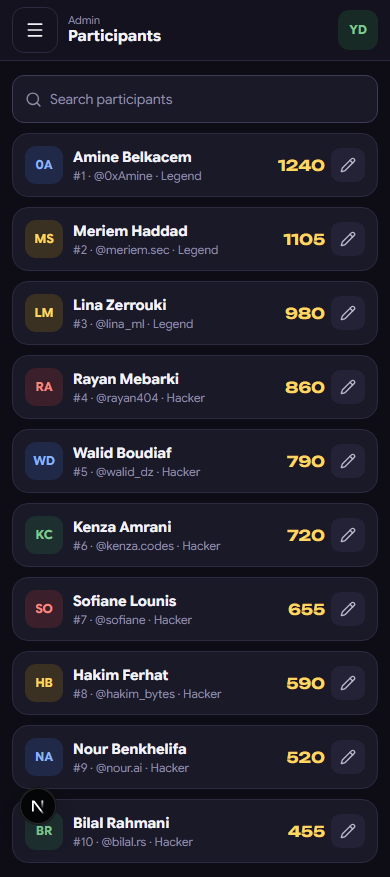 Admin
Participants
YD
Search participants
0A
Amine Belkacem
1240
#1 · @0xAmine · Legend
MS
Meriem Haddad
1105
#2 · @meriem.sec · Legend
LM
Lina Zerrouki
980
#3 · @lina_ml · Legend
RA
Rayan Mebarki
860
#4 · @rayan404 · Hacker
WD
Walid Boudiaf
790
#5 · @walid_dz · Hacker
KC
Kenza Amrani
720
#6 · @kenza.codes · Hacker
SO
Sofiane Lounis
655
#7 · @sofiane · Hacker
HB
Hakim Ferhat
590
#8 · @hakim_bytes · Hacker
NA
Nour Benkhelifa
520
#9 · @nour.ai · Hacker
N
BR
Bilal Rahmani
455
#10 · @bilal.rs · Hacker